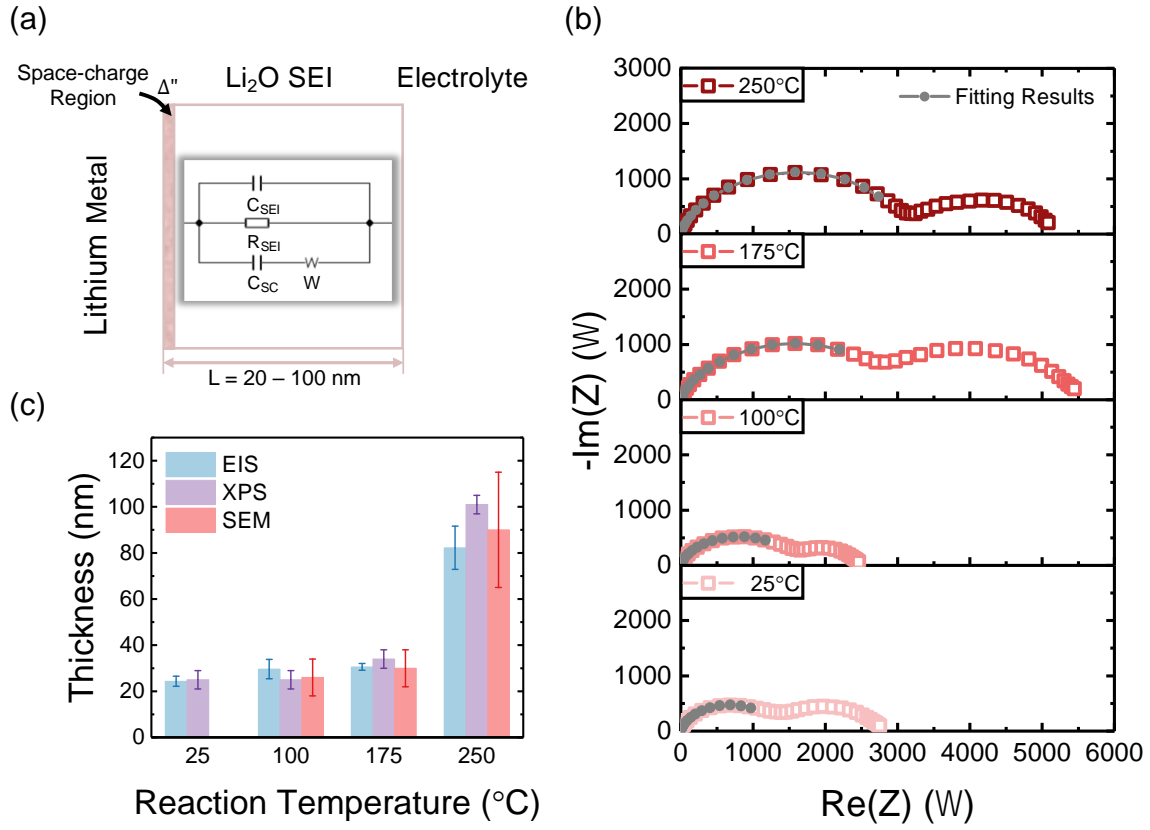 (a)
Space-charge
Region
Δ"
Li₂O SEI
Electrolyte
Lithium Metal
C_SEI
R_SEI
C_SC
W
L = 20 – 100 nm
(b)
-Im(Z) (W)
3000
2000
1000
0
250°C
Fitting Results
2000
1000
0
175°C
2000
1000
0
100°C
2000
1000
0
25°C
0 1000 2000 3000 4000 5000 6000
Re(Z) (W)
(c)
Thickness (nm)
120
100
80
60
40
20
0
EIS
XPS
SEM
25 100 175 250
Reaction Temperature (°C)